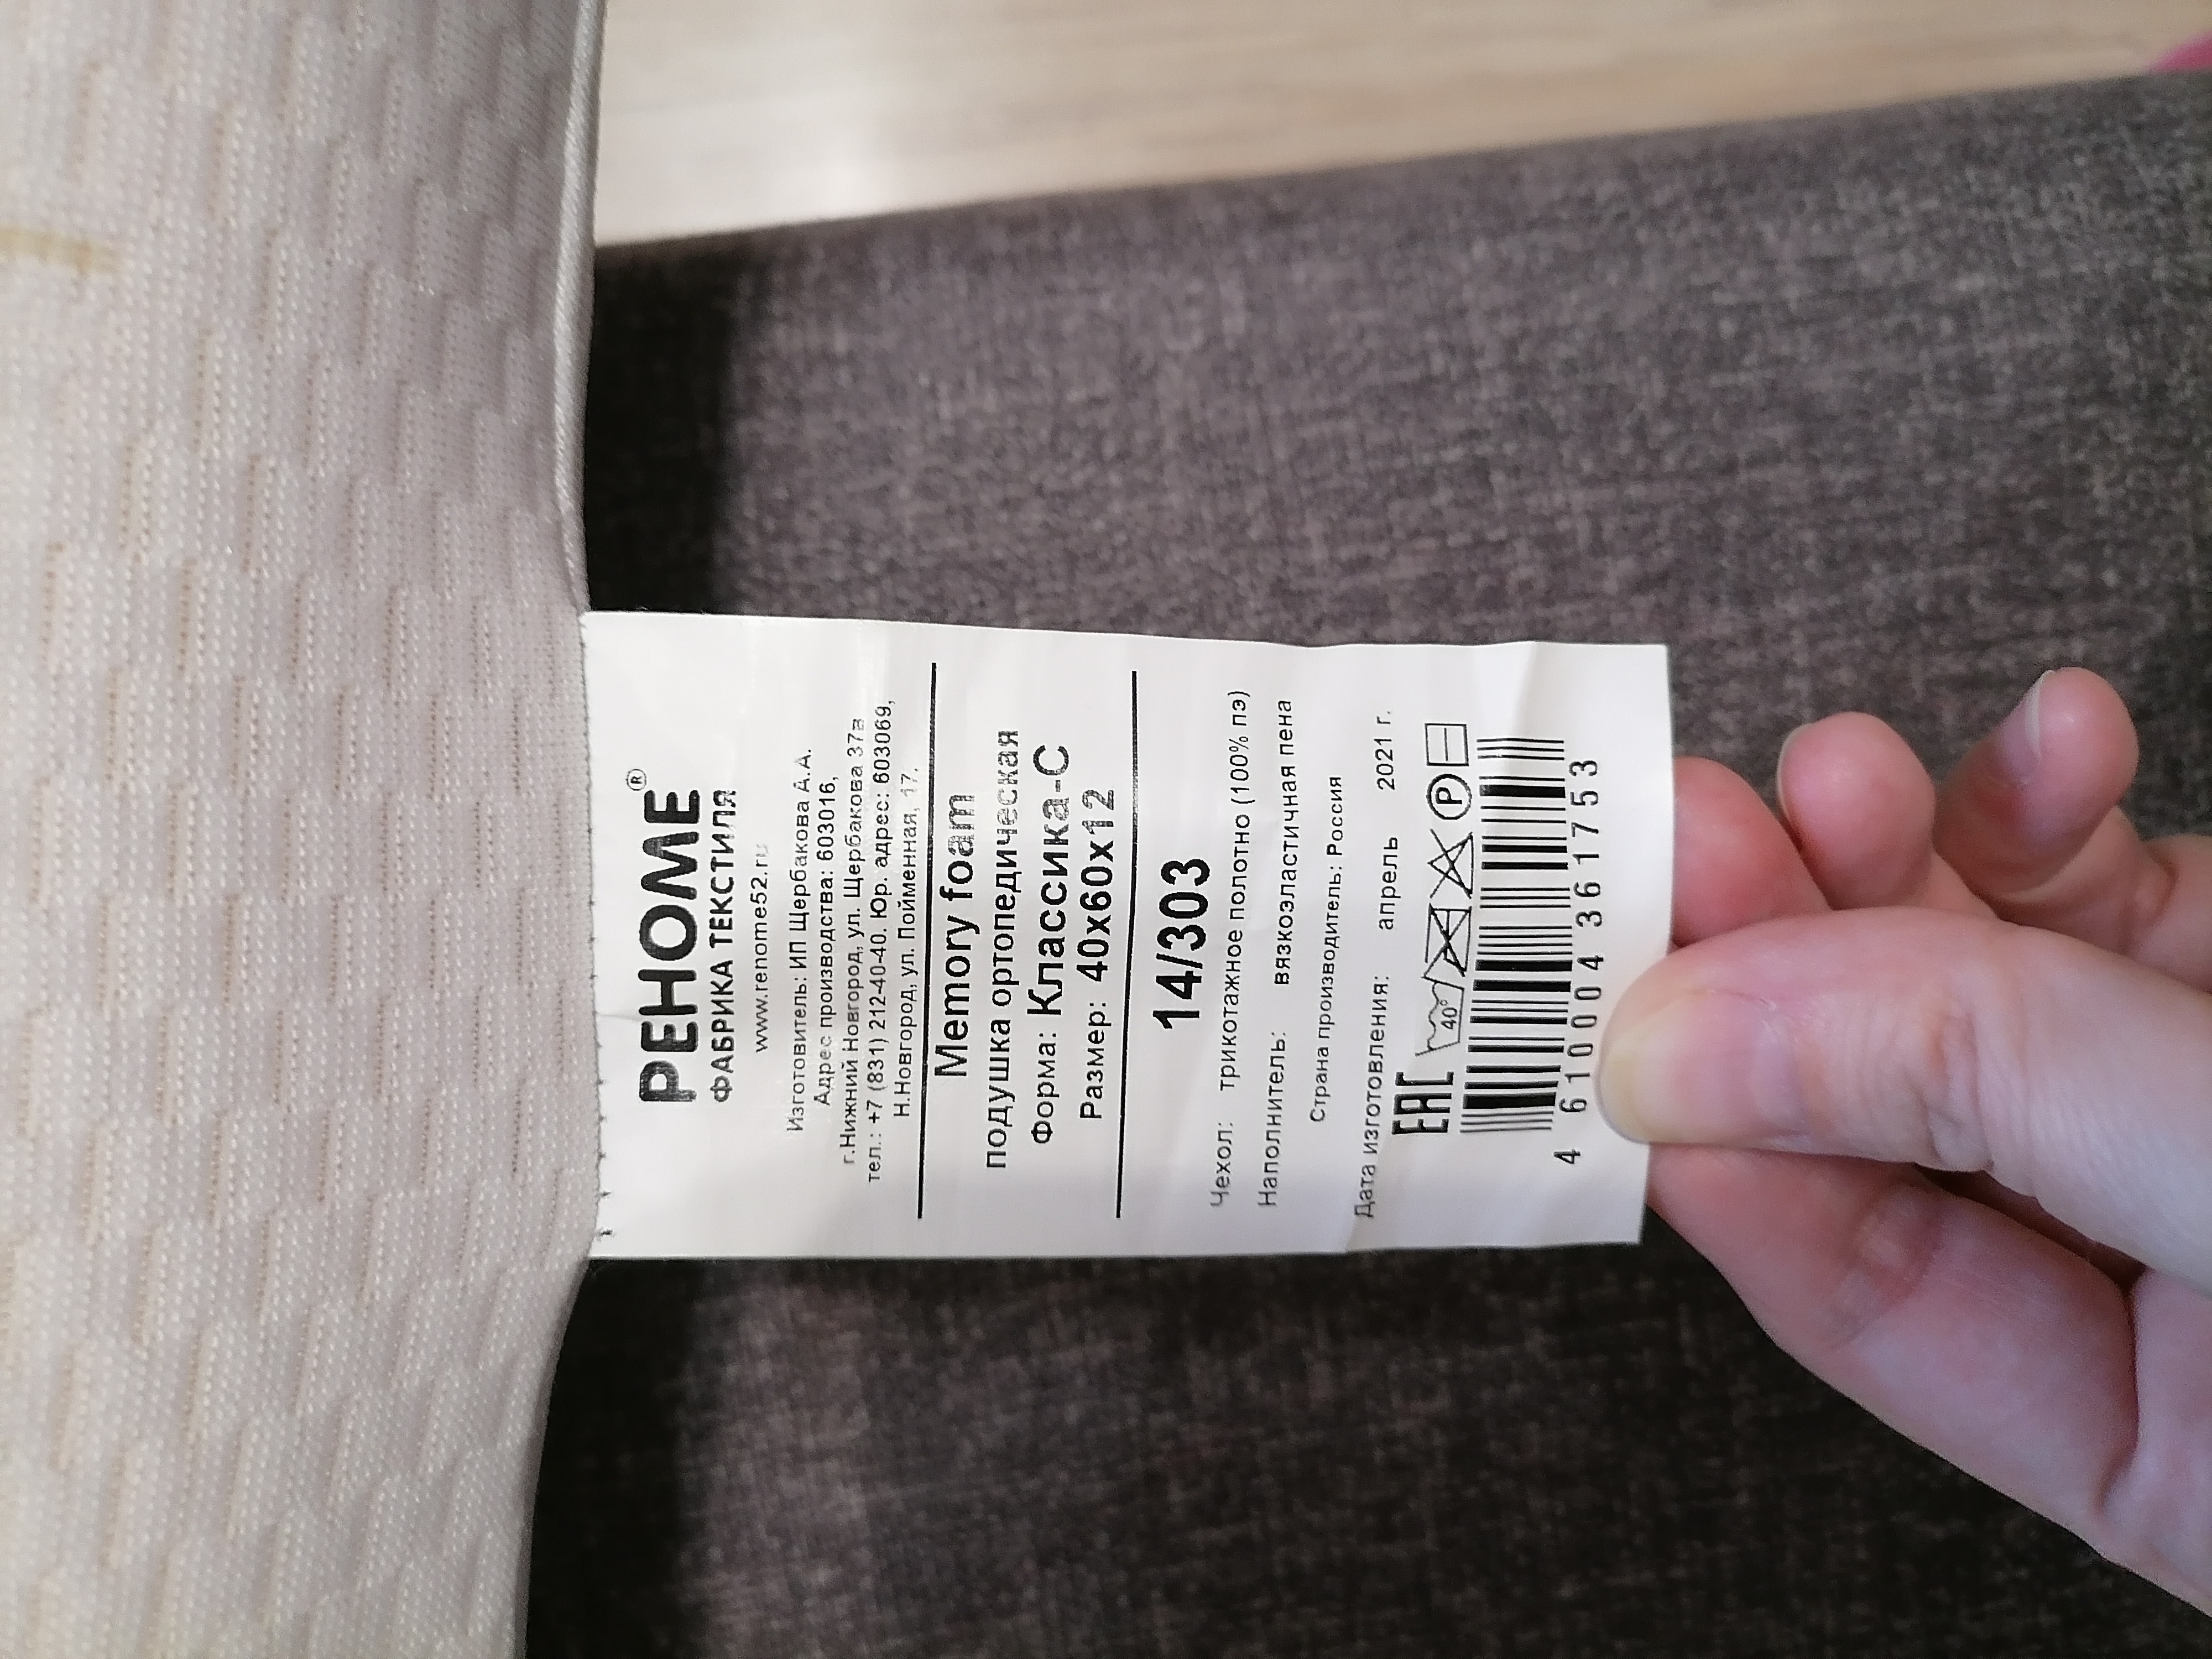 РЕНОМЕ®
ФАБРИКА ТЕКСТИЛЯ
www.renome52.ru
Изготовитель: ИП Щербакова А.А.
Адрес производства: 603016,
г.Нижний Новгород, ул. Щербакова 37в
тел.: +7 (831) 212-40-40. Юр. адрес: 603069,
Н.Новгород, ул. Пойменная, 17.
Memory foam
подушка ортопедическая
Форма: Классика-С
Размер: 40х60х12
14/303
Чехол: трикотажное полотно (100% пэ)
Наполнитель: вязкоэластичная пена
Страна производитель: Россия
Дата изготовления: апрель 2021 г.
ЕАС 40° P
4 610004 361753